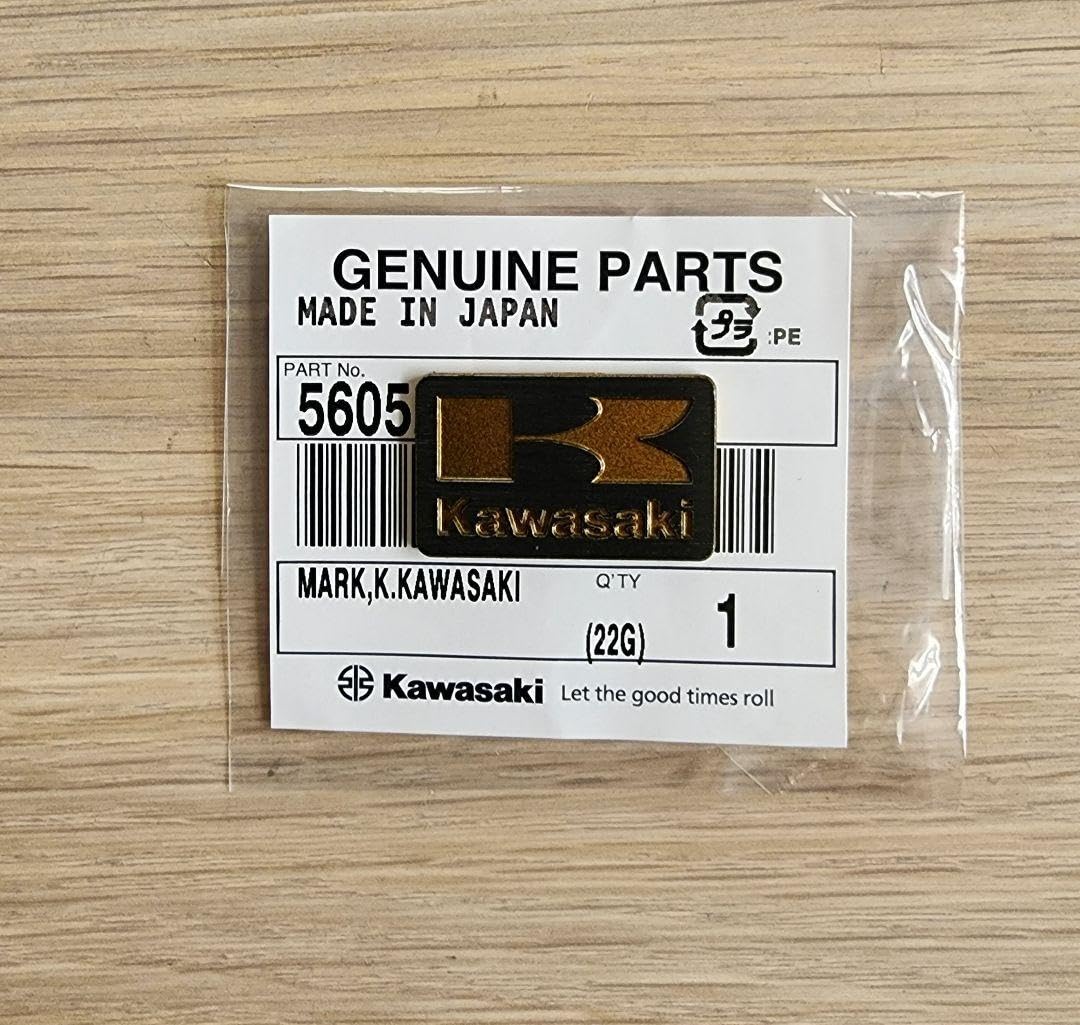 GENUINE PARTS
MADE IN JAPAN
プラ :PE
PART No.
5605
K
Kawasaki
MARK,K.KAWASAKI
Q'TY
(22G)
1
Kawasaki Let the good times roll